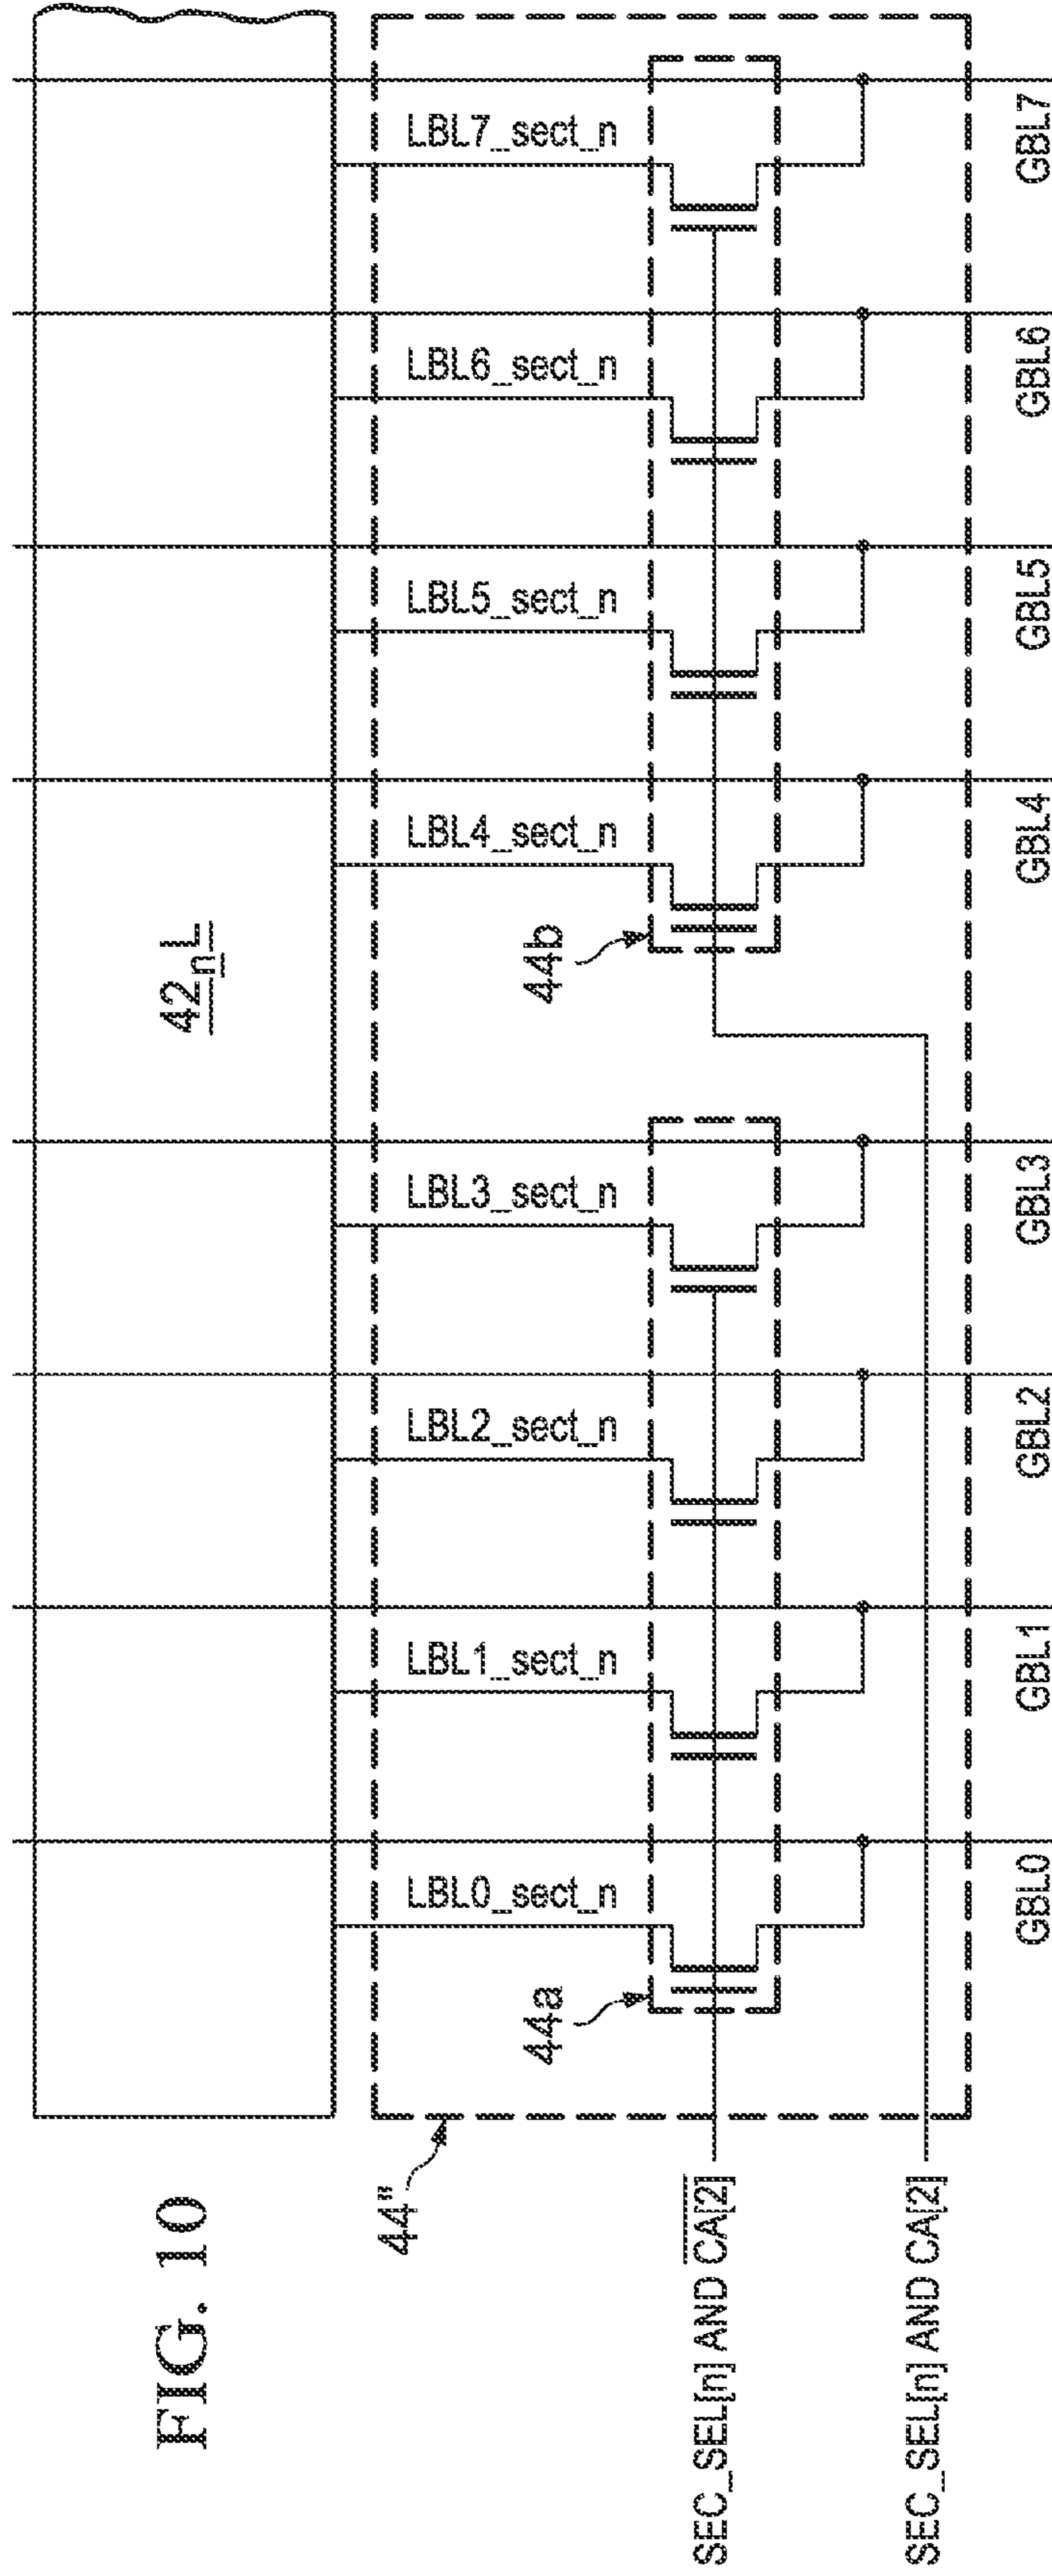 FIG. 10
42nL
44"
LBL0_sect_n
LBL1_sect_n
LBL2_sect_n
LBL3_sect_n
LBL4_sect_n
LBL5_sect_n
LBL6_sect_n
LBL7_sect_n
44a
44b
SEC_SEL[n] AND C̅A̅[2]
SEC_SEL[n] AND CA[2]
GBL0
GBL1
GBL2
GBL3
GBL4
GBL5
GBL6
GBL7